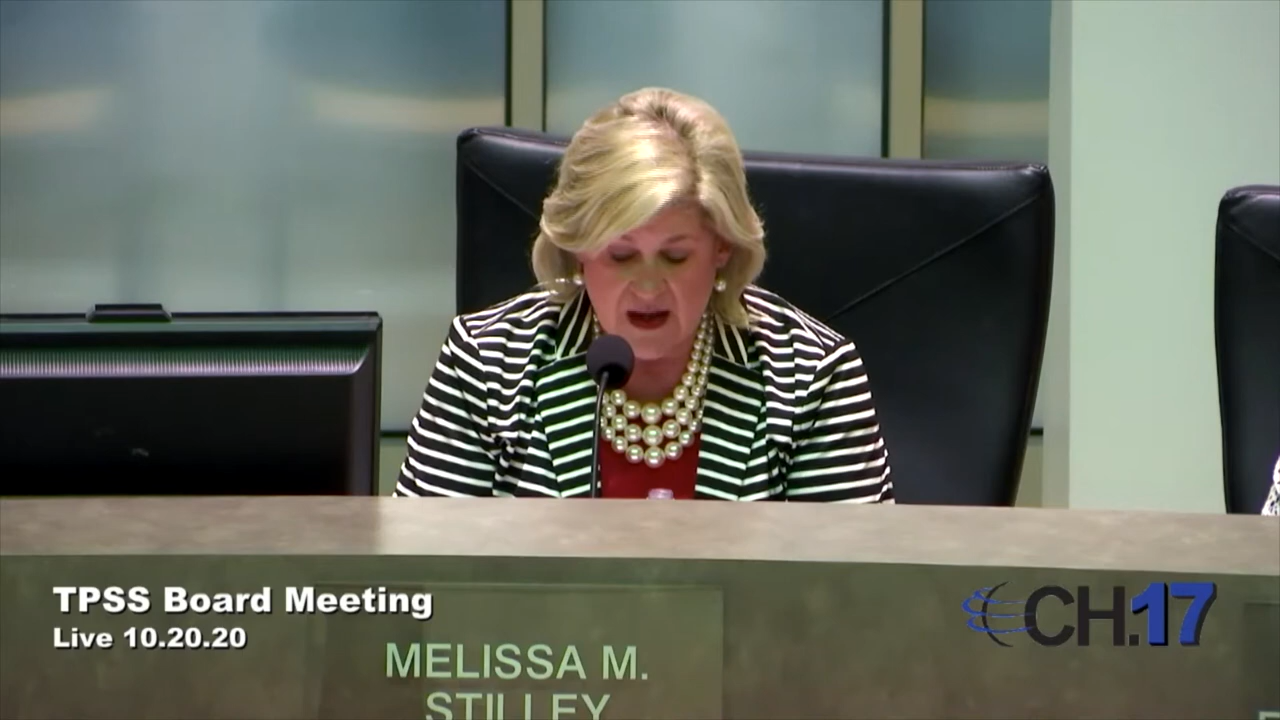 TPSS Board Meeting
Live 10.20.20
CH.17
MELISSA M.
STILLEY